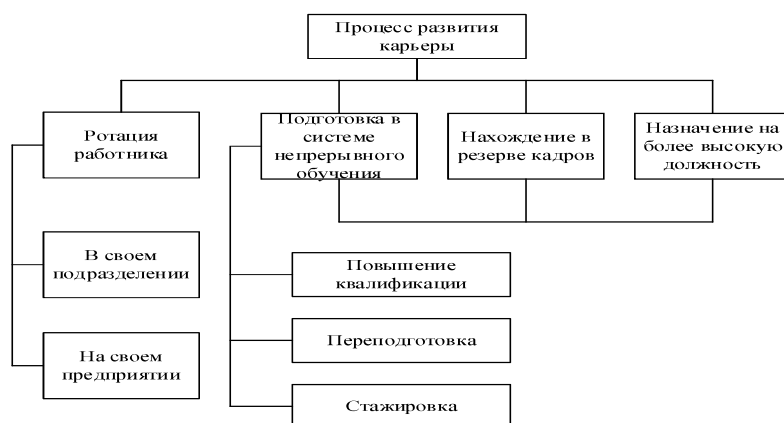 Процесс развития
карьеры
Ротация
работника
Подготовка в
системе
непрерывного
обучения
Нахождение в
резерве кадров
Назначение на
более высокую
должность
В своем
подразделении
На своем
предприятии
Повышение
квалификации
Переподготовка
Стажировка